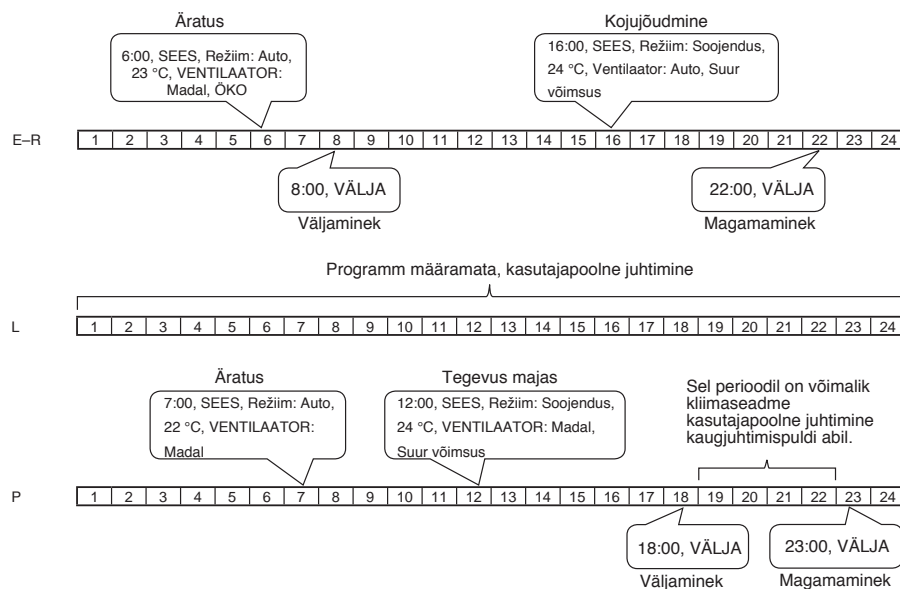 Äratus
6:00, SEES, Režiim: Auto,
23 °C, VENTILAATOR:
Madal, ÖKO
Kojujõudmine
16:00, SEES, Režiim: Soojendus,
24 °C, Ventilaator: Auto, Suur
võimsus
E–R 1 2 3 4 5 6 7 8 9 10 11 12 13 14 15 16 17 18 19 20 21 22 23 24
8:00, VÄLJA
Väljaminek
22:00, VÄLJA
Magamaminek
Programm määramata, kasutajapoolne juhtimine
L 1 2 3 4 5 6 7 8 9 10 11 12 13 14 15 16 17 18 19 20 21 22 23 24
Äratus
7:00, SEES, Režiim: Auto,
22 °C, VENTILAATOR:
Madal
Tegevus majas
12:00, SEES, Režiim: Soojendus,
24 °C, VENTILAATOR: Madal,
Suur võimsus
Sel perioodil on võimalik
kliimaseadme
kasutajapoolne juhtimine
kaugjuhtimispuldi abil.
P 1 2 3 4 5 6 7 8 9 10 11 12 13 14 15 16 17 18 19 20 21 22 23 24
18:00, VÄLJA
Väljaminek
23:00, VÄLJA
Magamaminek